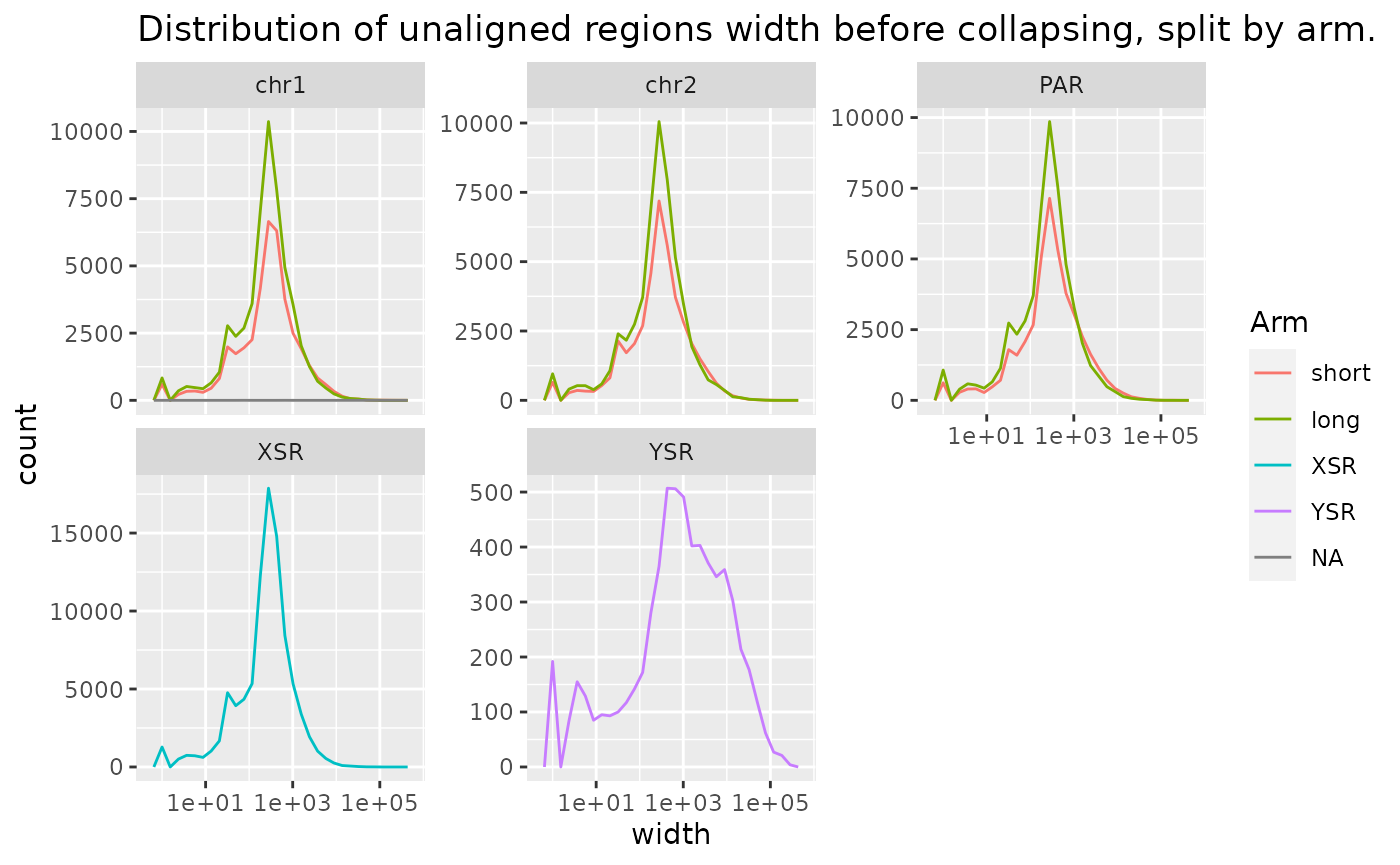 Distribution of unaligned regions width before collapsing, split by arm.
chr1
chr2
PAR
10000
7500
5000
2500
0
10000
7500
5000
2500
0
10000
7500
5000
2500
0
1e+01 1e+03 1e+05
XSR
YSR
15000
10000
5000
0
500
400
300
200
100
0
1e+01 1e+03 1e+05
1e+01 1e+03 1e+05
count
width
Arm
short
long
XSR
YSR
NA